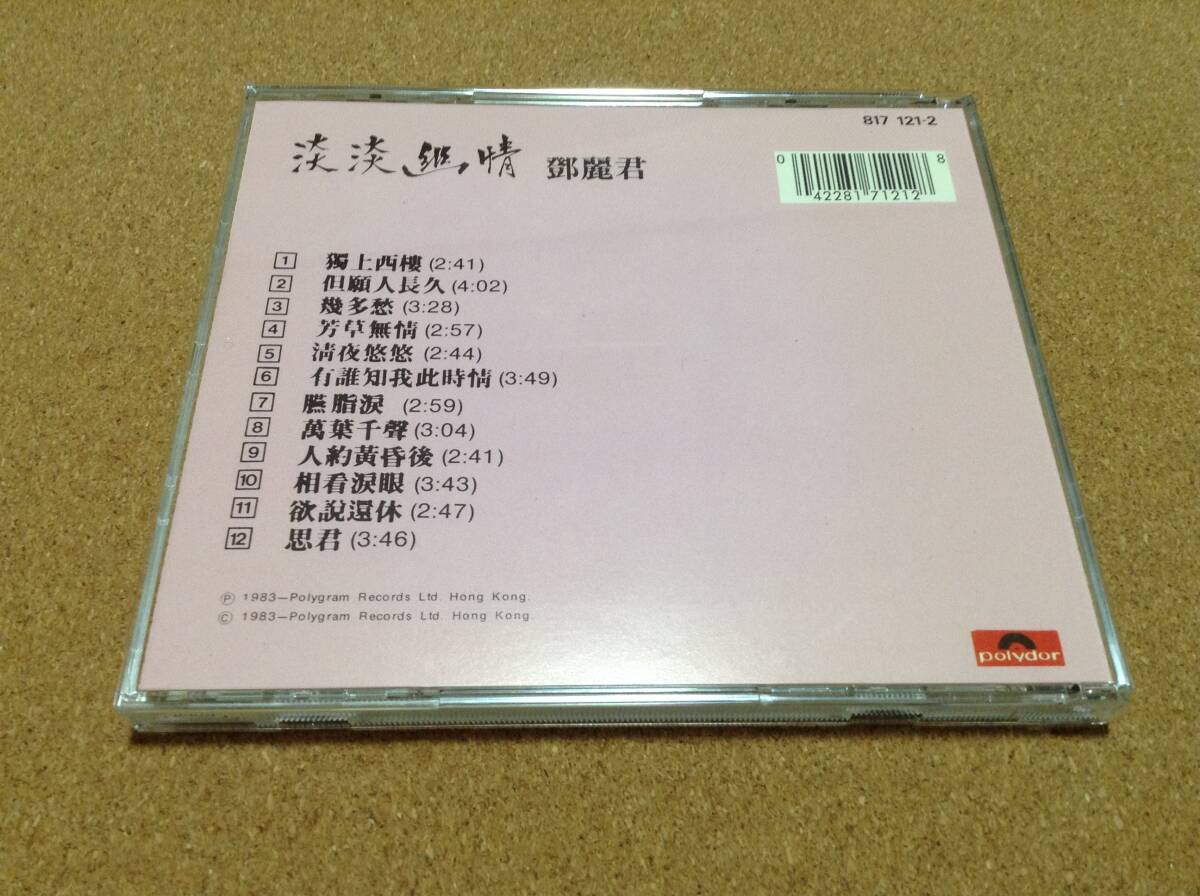 817 121-2
淡淡幽情 鄧麗君
0 42281 71212 8
1 獨上西樓 (2:41)
2 但願人長久 (4:02)
3 幾多愁 (3:28)
4 芳草無情 (2:57)
5 清夜悠悠 (2:44)
6 有誰知我此時情 (3:49)
7 臙脂淚 (2:59)
8 萬葉千聲 (3:04)
9 人約黃昏後 (2:41)
10 相看淚眼 (3:43)
11 欲說還休 (2:47)
12 思君 (3:46)
Ⓟ 1983—Polygram Records Ltd. Hong Kong.
© 1983—Polygram Records Ltd. Hong Kong.
polydor